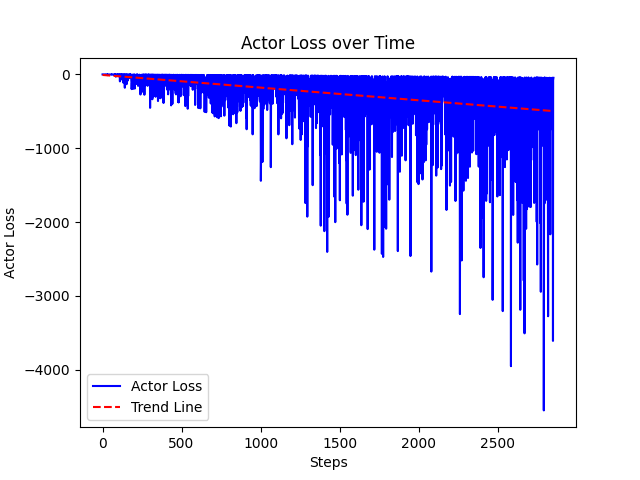 Actor Loss over Time
Actor Loss
0
−1000
−2000
−3000
−4000
Actor Loss
Trend Line
0
500
1000
1500
2000
2500
Steps